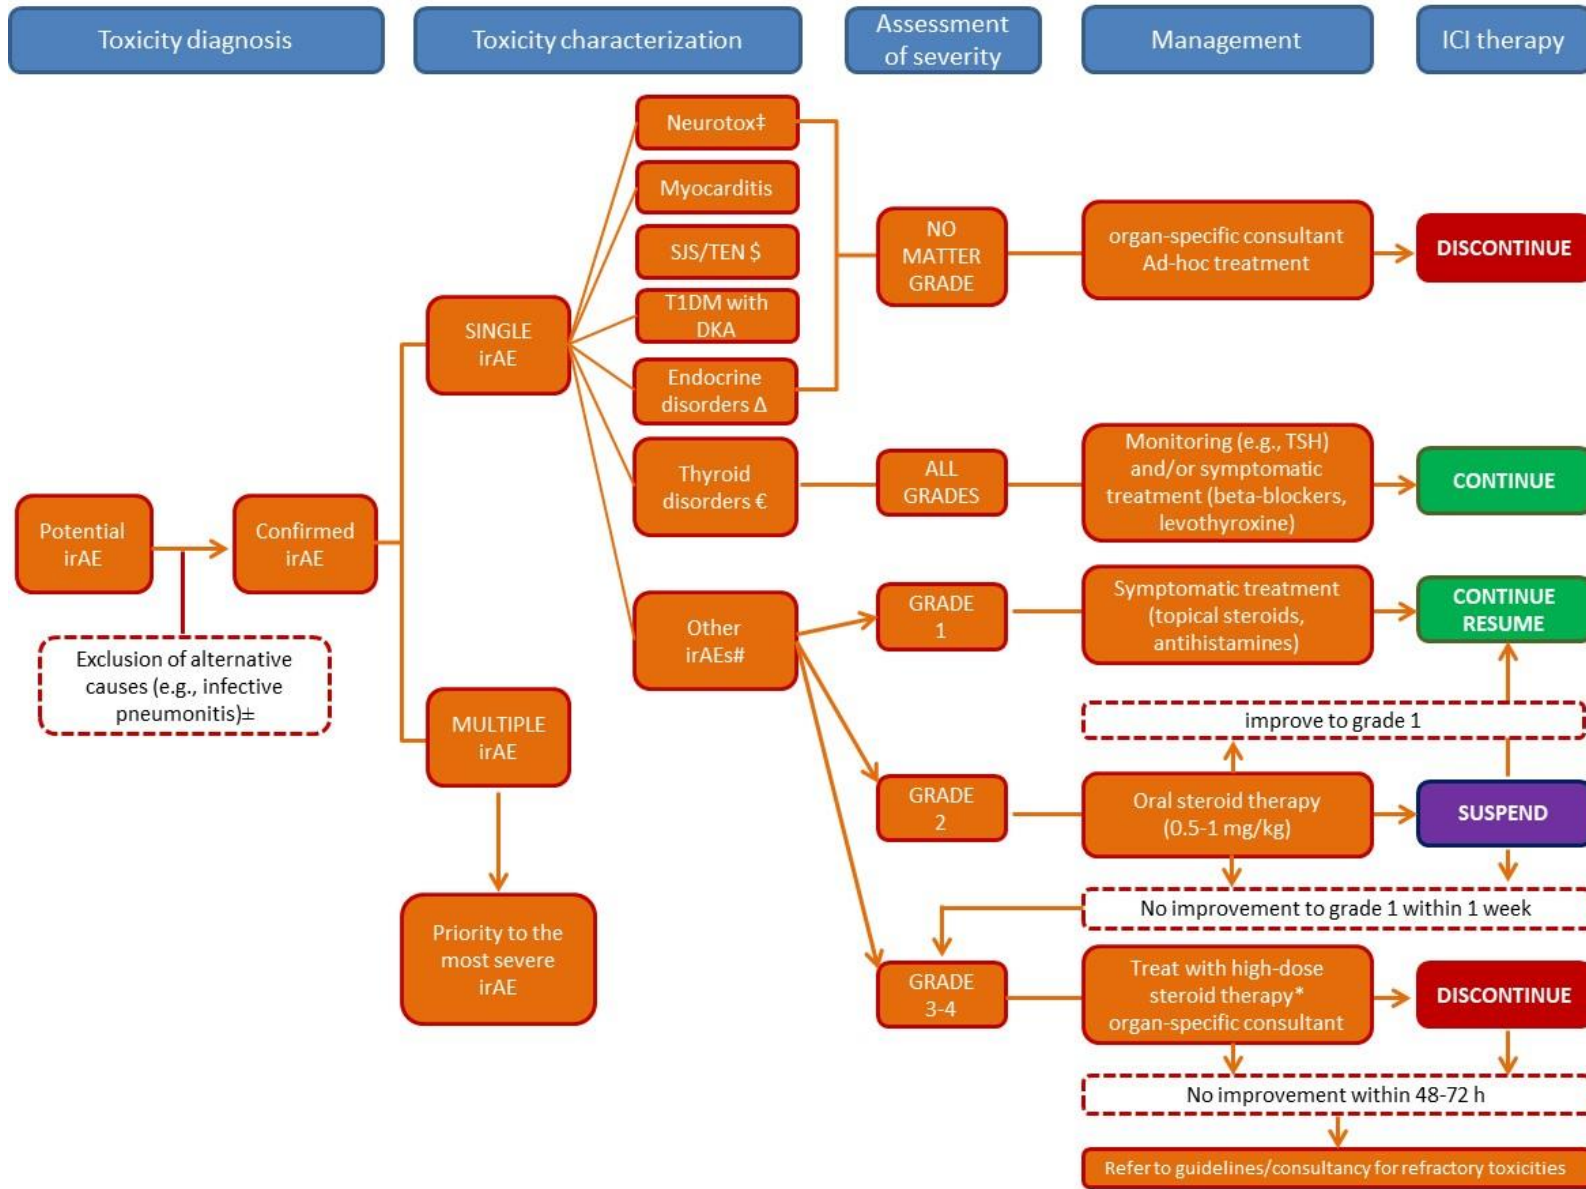 Toxicity diagnosis
Toxicity characterization
Assessment
of severity
Management
ICI therapy
Neurotox‡
Myocarditis
SJS/TEN $
T1DM with
DKA
Endocrine
disorders Δ
NO
MATTER
GRADE
organ-specific consultant
Ad-hoc treatment
DISCONTINUE
SINGLE
irAE
Thyroid
disorders €
ALL
GRADES
Monitoring (e.g., TSH)
and/or symptomatic
treatment (beta-blockers,
levothyroxine)
CONTINUE
Potential
irAE
Confirmed
irAE
Exclusion of alternative
causes (e.g., infective
pneumonitis)±
Other
irAEs#
GRADE
1
Symptomatic treatment
(topical steroids,
antihistamines)
CONTINUE
RESUME
MULTIPLE
irAE
improve to grade 1
GRADE
2
Oral steroid therapy
(0.5-1 mg/kg)
SUSPEND
No improvement to grade 1 within 1 week
Priority to the
most severe
irAE
GRADE
3-4
Treat with high-dose
steroid therapy*
organ-specific consultant
DISCONTINUE
No improvement within 48-72 h
Refer to guidelines/consultancy for refractory toxicities